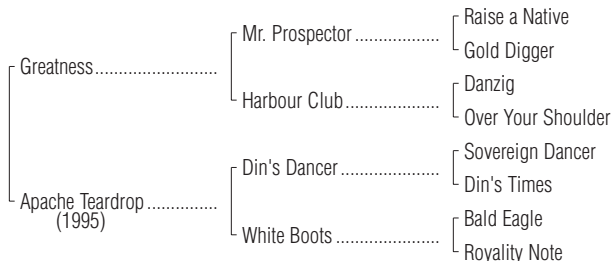 Raise a Native
Mr. Prospector ..................
Gold Digger
Greatness..........................
Danzig
Harbour Club....................
Over Your Shoulder
Sovereign Dancer
Din's Dancer .....................
Din's Times
Apache Teardrop ...............
(1995)
Bald Eagle
White Boots ......................
Royality Note